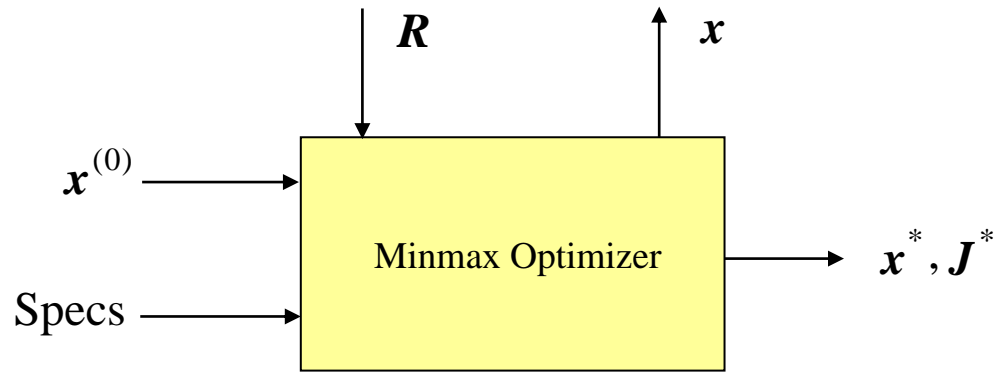 R
x
x^(0)
Minmax Optimizer
x*, J*
Specs